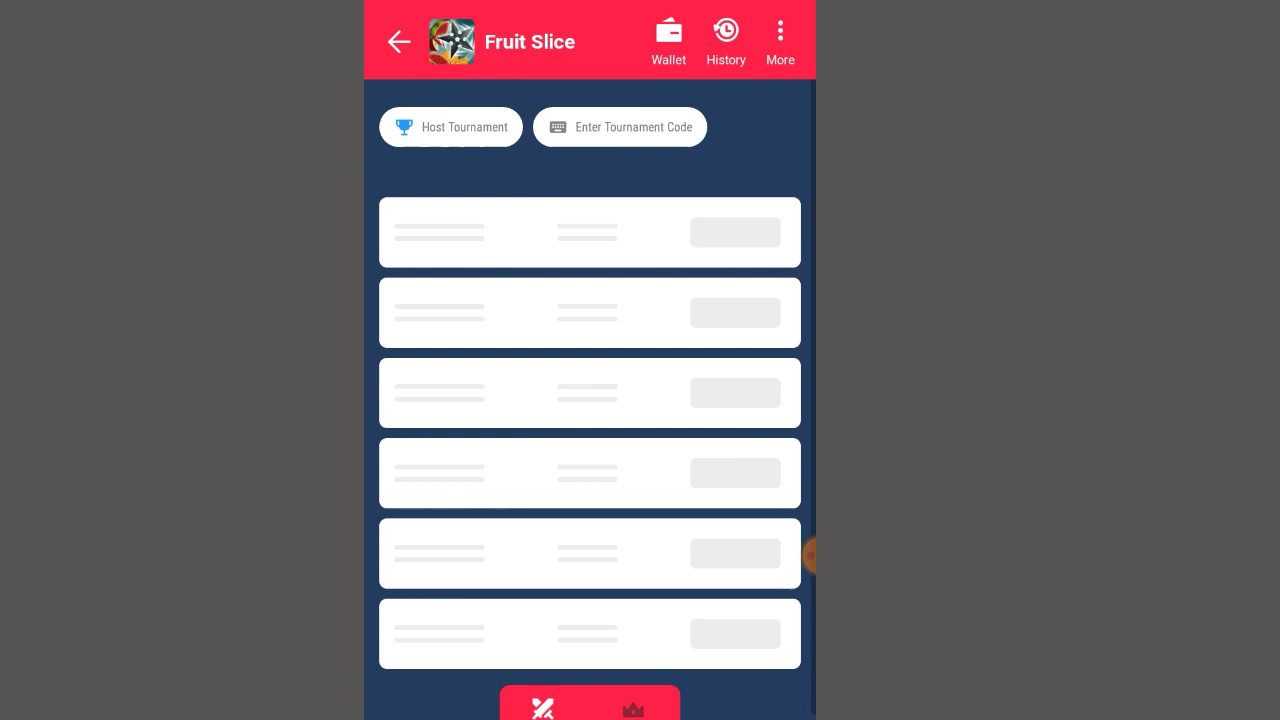 Fruit Slice
Wallet
History
More
Host Tournament
Enter Tournament Code